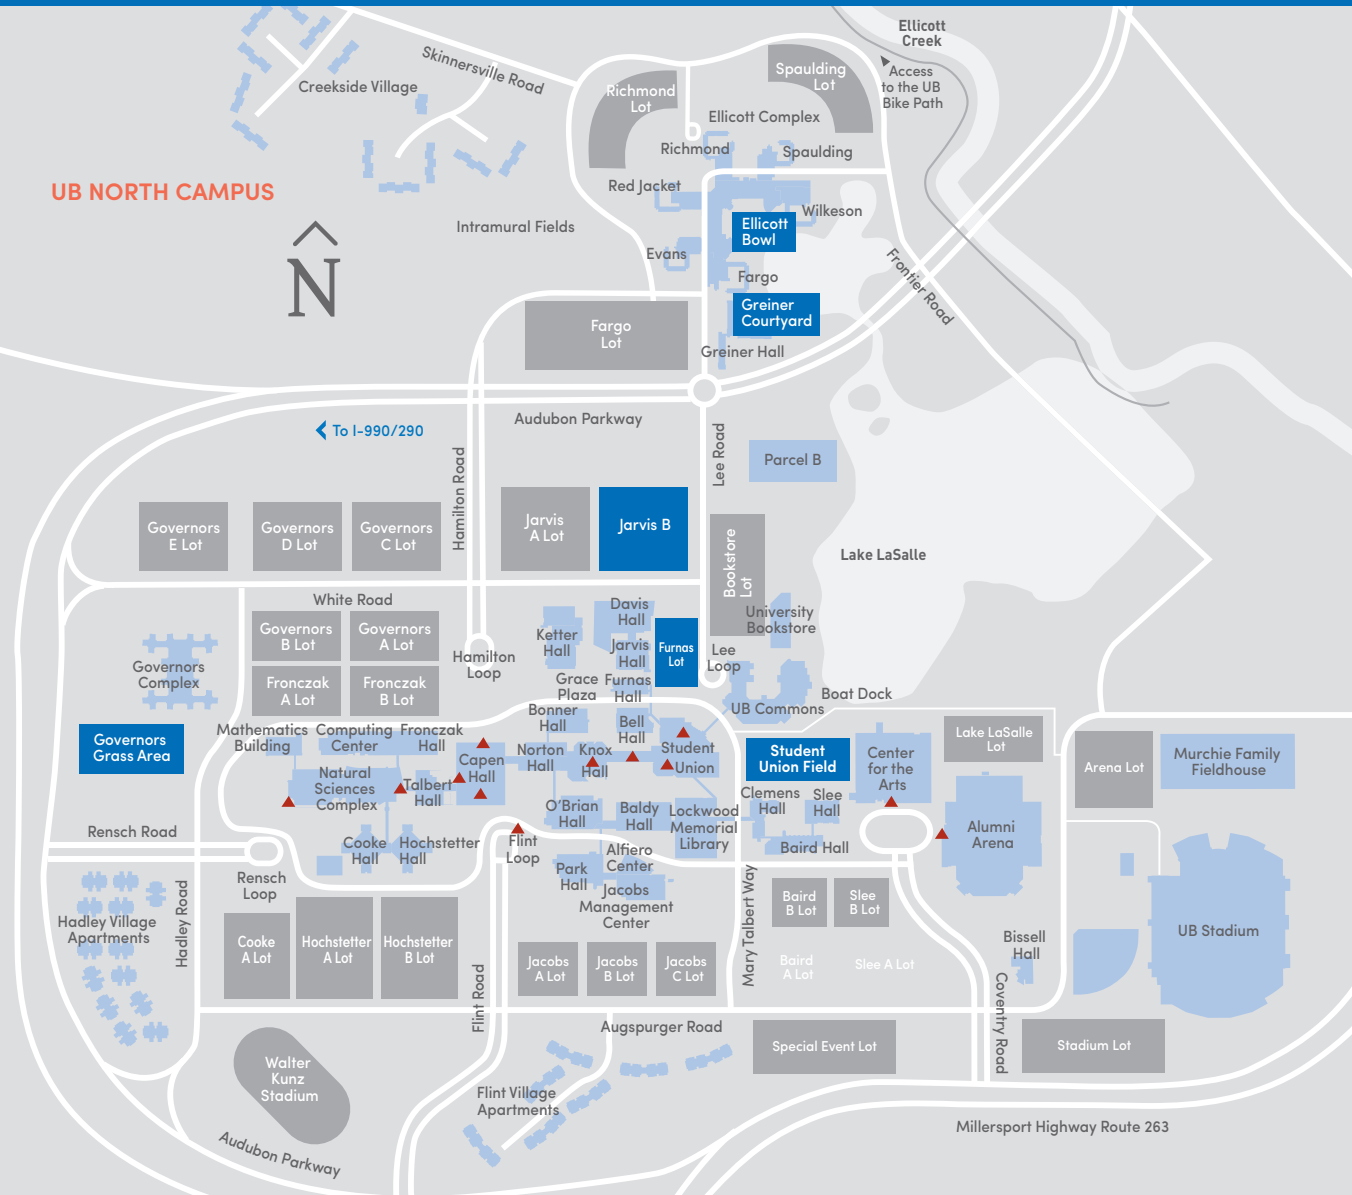 Ellicott
Creek
Skinnersville Road
Creekside Village
Richmond
Lot
Spaulding
Lot
Access
to the UB
Bike Path
Ellicott Complex
Richmond
Spaulding
UB NORTH CAMPUS
Red Jacket
Wilkeson
Intramural Fields
Ellicott
Bowl
N
Evans
Fargo
Frontier Road
Greiner
Courtyard
Fargo
Lot
Greiner Hall
Audubon Parkway
To I-990/290
Hamilton Road
Lee Road
Parcel B
Governors
E Lot
Governors
D Lot
Governors
C Lot
Jarvis
A Lot
Jarvis B
Bookstore
Lot
Lake LaSalle
White Road
Governors
B Lot
Governors
A Lot
Davis
Hall
University
Bookstore
Ketter
Hall
Jarvis
Hall
Furnas
Lot
Lee
Loop
Hamilton
Loop
Governors
Complex
Fronczak
A Lot
Fronczak
B Lot
Grace
Plaza
Furnas
Hall
Boat Dock
UB Commons
Bonner
Hall
Bell
Hall
Mathematics
Building
Computing
Center
Fronczak
Hall
Governors
Grass Area
Lake LaSalle
Lot
Norton
Hall
Knox
Hall
Student
Union
Student
Union Field
Center
for the
Arts
Capen
Hall
Arena Lot
Murchie Family
Fieldhouse
Natural
Sciences
Complex
Talbert
Hall
Clemens
Hall
Slee
Hall
O'Brian
Hall
Baldy
Hall
Lockwood
Memorial
Library
Alumni
Arena
Rensch Road
Cooke
Hall
Hochstetter
Hall
Flint
Loop
Baird Hall
Alfiero
Center
Park
Hall
Jacobs
Management
Center
Rensch
Loop
Hadley Road
Hadley Village
Apartments
Mary Talbert Way
Baird
B Lot
Slee
B Lot
Cooke
A Lot
Hochstetter
A Lot
Hochstetter
B Lot
UB Stadium
Bissell
Hall
Jacobs
A Lot
Jacobs
B Lot
Jacobs
C Lot
Baird
A Lot
Slee A Lot
Flint Road
Coventry Road
Augspurger Road
Special Event Lot
Stadium Lot
Walter
Kunz
Stadium
Flint Village
Apartments
Audubon Parkway
Millersport Highway Route 263